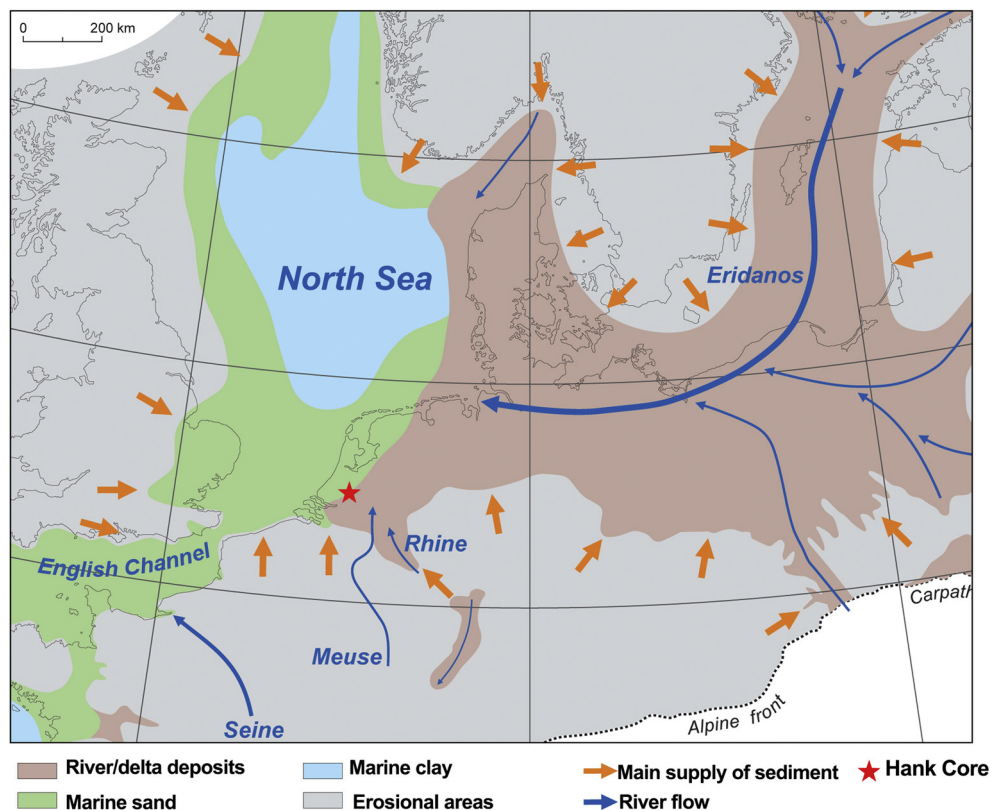 0 200 km
North Sea
Eridanos
English Channel
Rhine
Meuse
Seine
Carpath
Alpine front
River/delta deposits
Marine clay
Main supply of sediment
Hank Core
Marine sand
Erosional areas
River flow